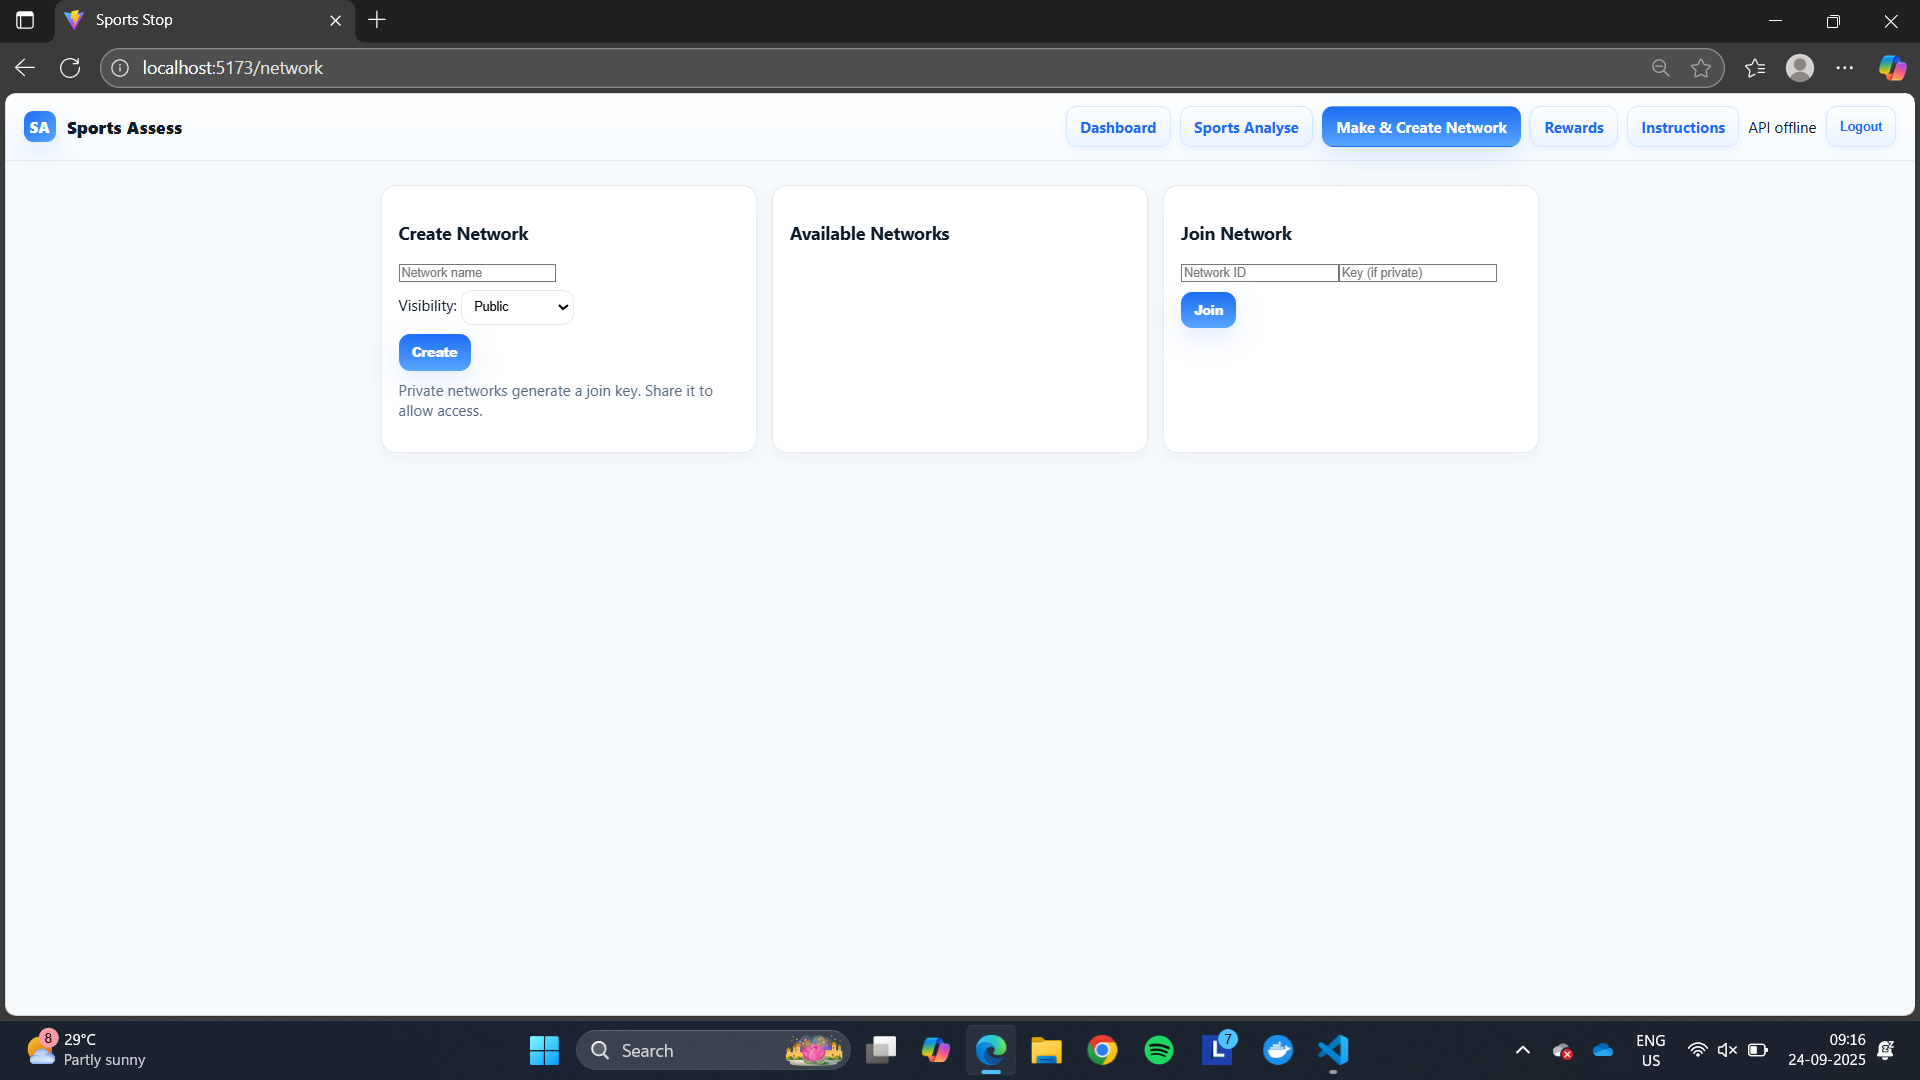 Sports Stop
localhost:5173/network
SA Sports Assess
Dashboard
Sports Analyse
Make & Create Network
Rewards
Instructions
API offline
Logout
Create Network
Network name
Visibility: Public
Create
Private networks generate a join key. Share it to
allow access.
Available Networks
Join Network
Network ID
Key (if private)
Join
8
29°C
Partly sunny
Search
L
7
ENG
US
09:16
24-09-2025